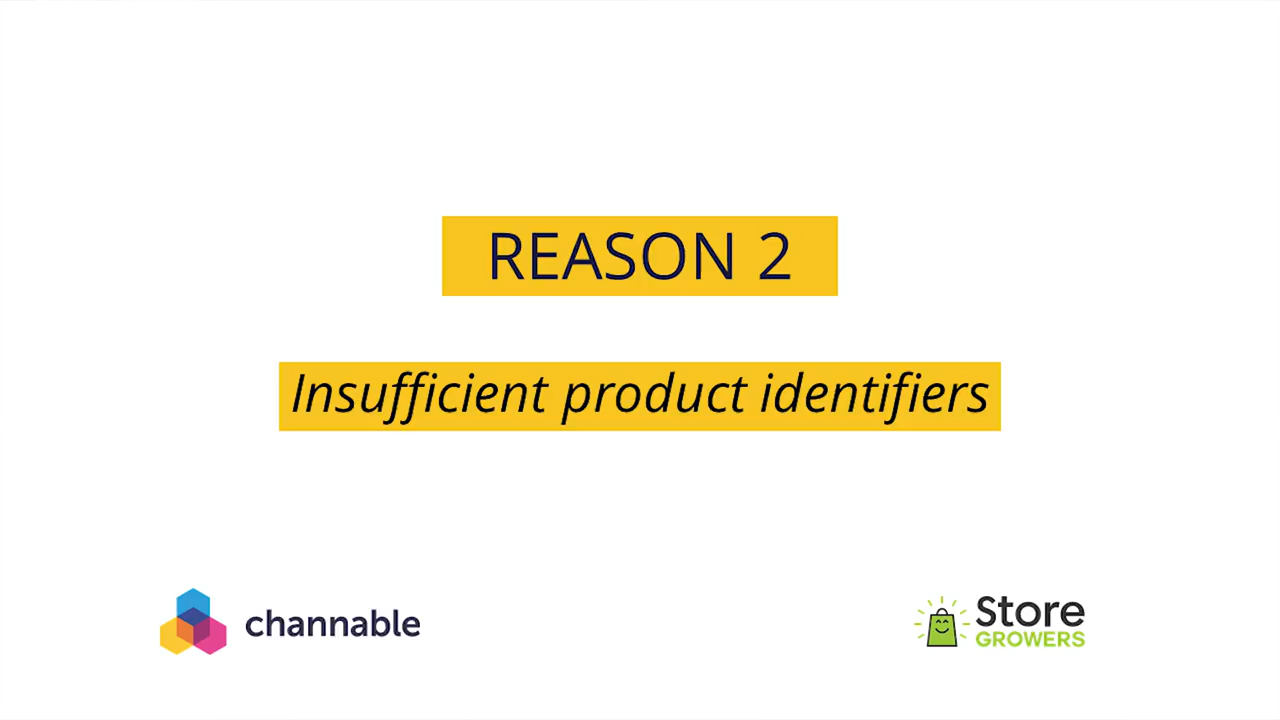 REASON 2
Insufficient product identifiers
channable
Store
GROWERS